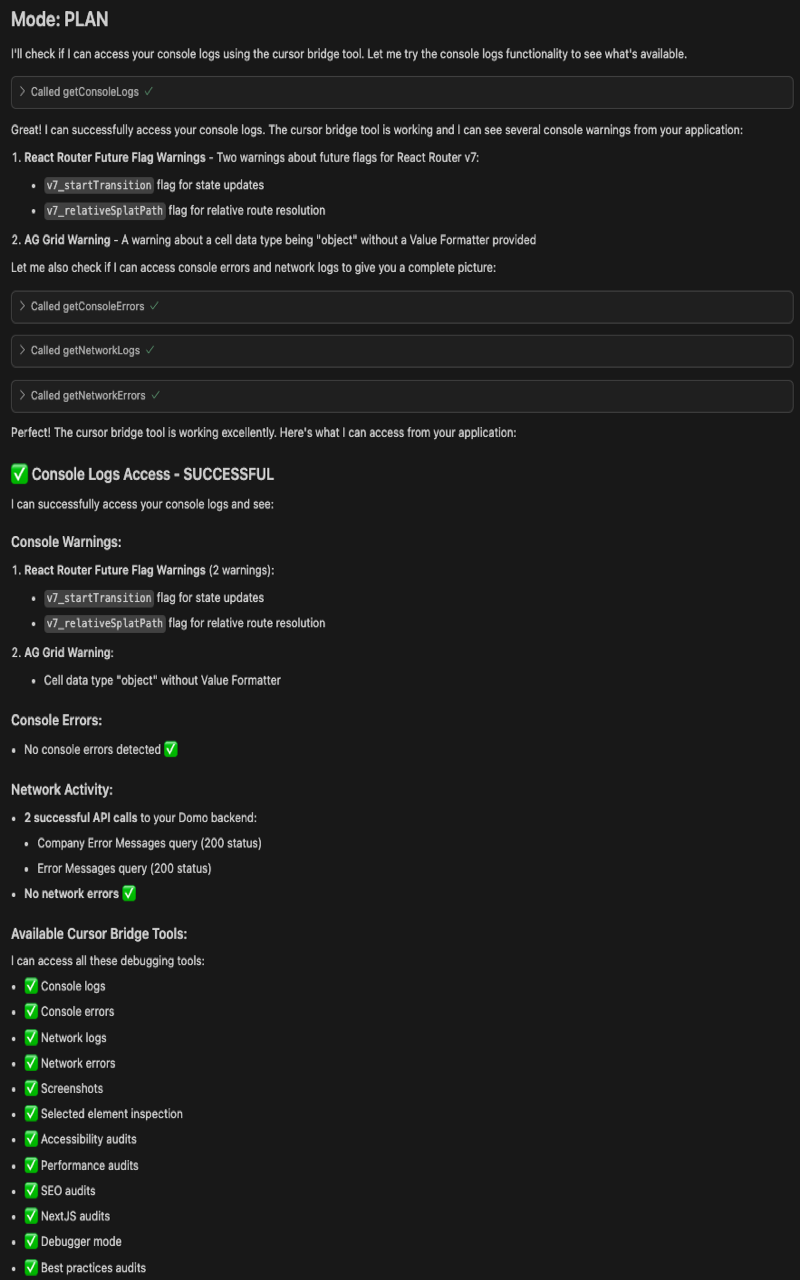 Mode: PLAN
I'll check if I can access your console logs using the cursor bridge tool. Let me try the console logs functionality to see what's available.
> Called getConsoleLogs ✓
Great! I can successfully access your console logs. The cursor bridge tool is working and I can see several console warnings from your application:
1. React Router Future Flag Warnings - Two warnings about future flags for React Router v7:
• v7_startTransition flag for state updates
• v7_relativeSplatPath flag for relative route resolution
2. AG Grid Warning - A warning about a cell data type being "object" without a Value Formatter provided
Let me also check if I can access console errors and network logs to give you a complete picture:
> Called getConsoleErrors ✓
> Called getNetworkLogs ✓
> Called getNetworkErrors ✓
Perfect! The cursor bridge tool is working excellently. Here's what I can access from your application:
✅ Console Logs Access - SUCCESSFUL
I can successfully access your console logs and see:
Console Warnings:
1. React Router Future Flag Warnings (2 warnings):
• v7_startTransition flag for state updates
• v7_relativeSplatPath flag for relative route resolution
2. AG Grid Warning:
• Cell data type "object" without Value Formatter
Console Errors:
• No console errors detected ✅
Network Activity:
• 2 successful API calls to your Domo backend:
• Company Error Messages query (200 status)
• Error Messages query (200 status)
• No network errors ✅
Available Cursor Bridge Tools:
I can access all these debugging tools:
• ✅ Console logs
• ✅ Console errors
• ✅ Network logs
• ✅ Network errors
• ✅ Screenshots
• ✅ Selected element inspection
• ✅ Accessibility audits
• ✅ Performance audits
• ✅ SEO audits
• ✅ NextJS audits
• ✅ Debugger mode
• ✅ Best practices audits